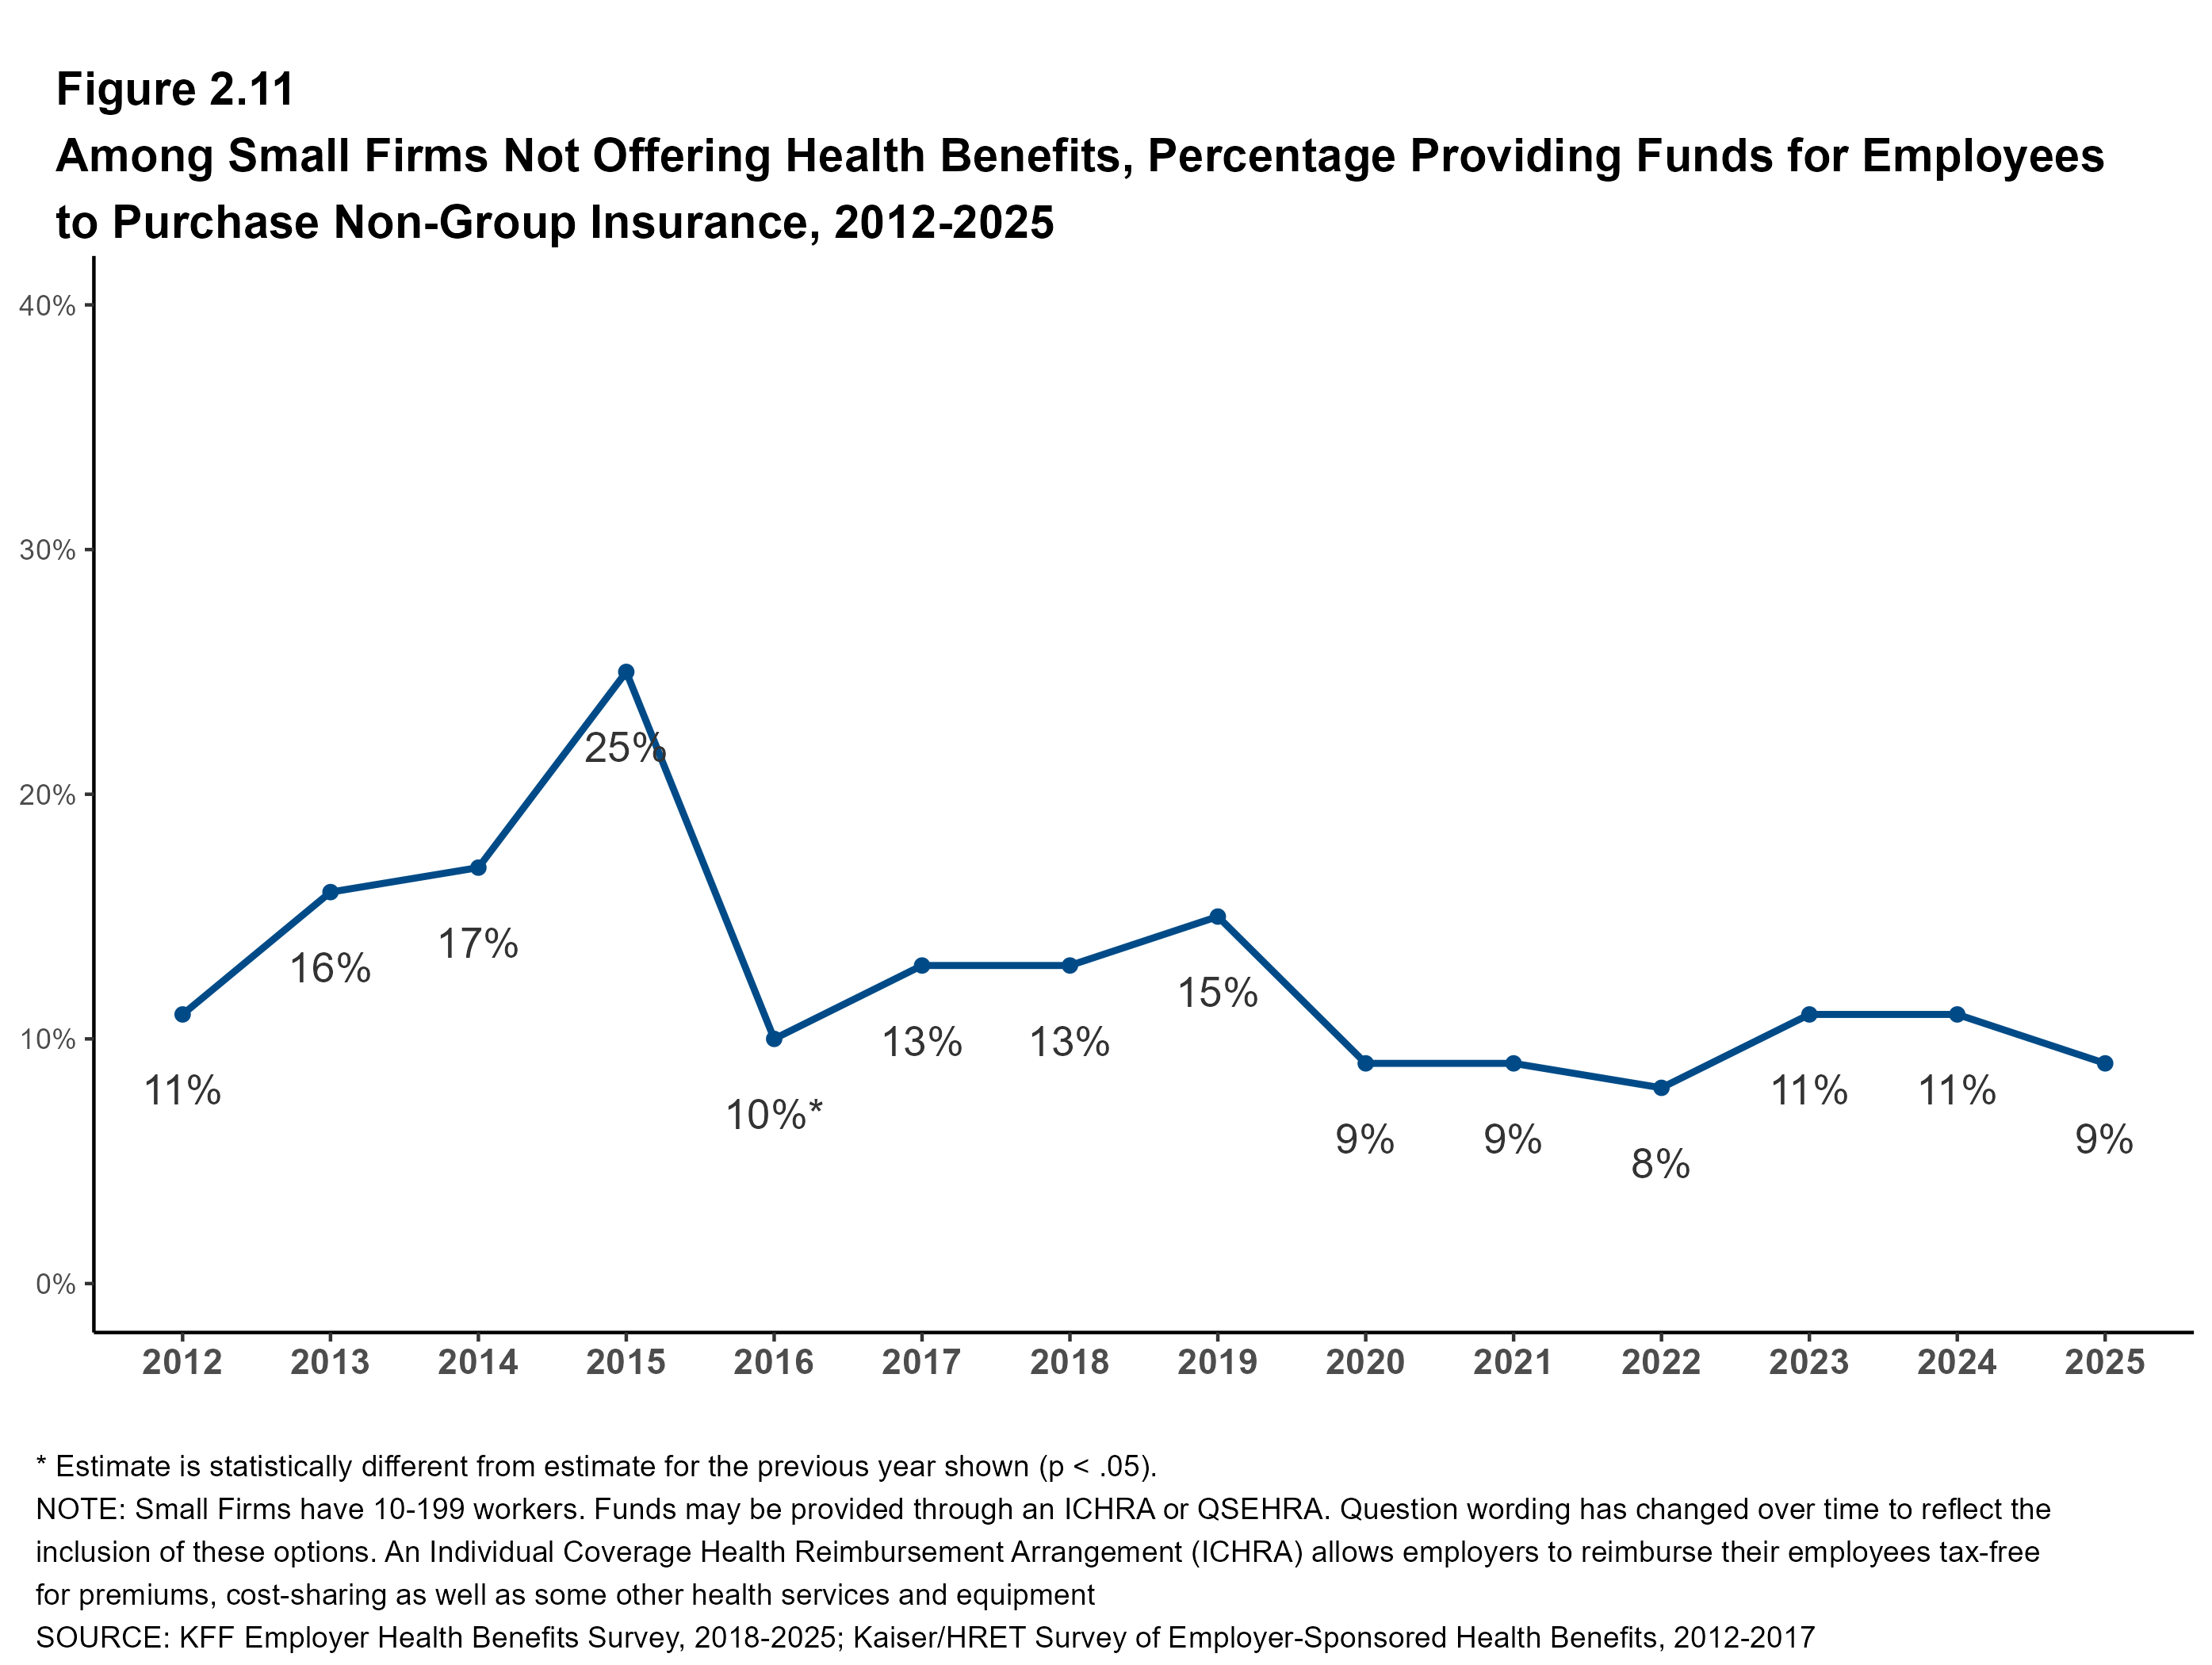 Figure 2.11
Among Small Firms Not Offering Health Benefits, Percentage Providing Funds for Employees
to Purchase Non-Group Insurance, 2012-2025
40%
30%
20%
10%
0%
11%
16%
17%
25%
10%*
13%
13%
15%
9%
9%
8%
11%
11%
9%
2012 2013 2014 2015 2016 2017 2018 2019 2020 2021 2022 2023 2024 2025
* Estimate is statistically different from estimate for the previous year shown (p < .05).
NOTE: Small Firms have 10-199 workers. Funds may be provided through an ICHRA or QSEHRA. Question wording has changed over time to reflect the
inclusion of these options. An Individual Coverage Health Reimbursement Arrangement (ICHRA) allows employers to reimburse their employees tax-free
for premiums, cost-sharing as well as some other health services and equipment
SOURCE: KFF Employer Health Benefits Survey, 2018-2025; Kaiser/HRET Survey of Employer-Sponsored Health Benefits, 2012-2017